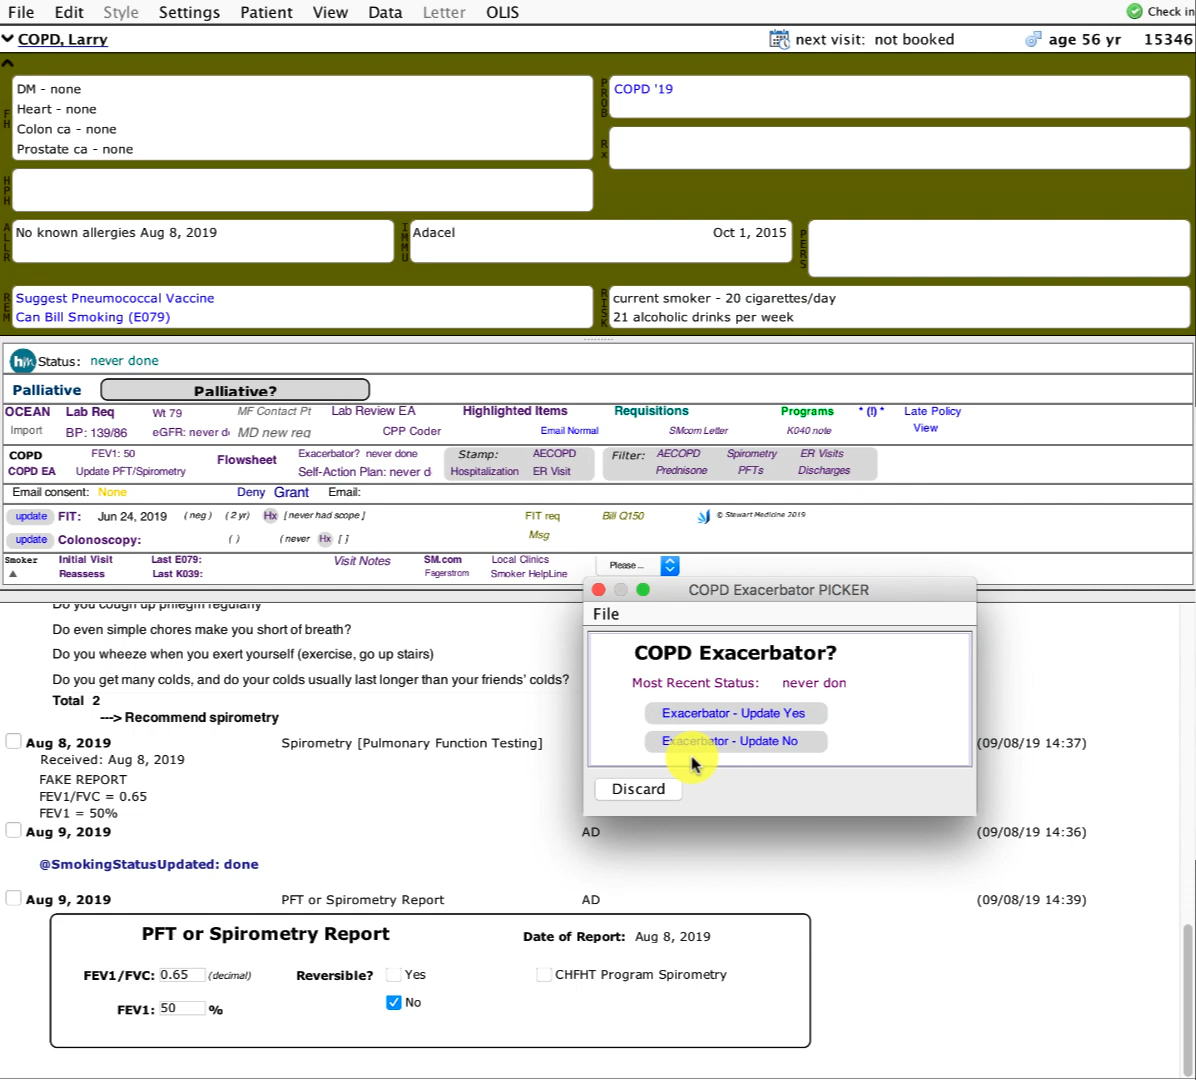 File Edit Style Settings Patient View Data Letter OLIS Check in
COPD, Larry next visit: not booked age 56 yr 15346
FH
DM - none
Heart - none
Colon ca - none
Prostate ca - none
PROB
COPD '19
Rx
HPH
ALLR
No known allergies Aug 8, 2019
IMMU
Adacel Oct 1, 2015
PERS
REM
Suggest Pneumococcal Vaccine
Can Bill Smoking (E079)
RISK
current smoker - 20 cigarettes/day
21 alcoholic drinks per week
hm Status: never done
Palliative Palliative?
OCEAN Lab Req Wt 79 MF Contact Pt Lab Review EA Highlighted Items Requisitions Programs * (!) * Late Policy
Import BP: 139/86 eGFR: never d MD new req CPP Coder Email Normal SMcom Letter K040 note View
COPD FEV1: 50 Flowsheet Exacerbator? never done Stamp: AECOPD Filter: AECOPD Spirometry ER Visits
COPD EA Update PFT/Spirometry Self-Action Plan: never d Hospitalization ER Visit Prednisone PFTs Discharges
Email consent: None Deny Grant Email:
update FIT: Jun 24, 2019 (neg) (2 yr) Hx [never had scope] FIT req Bill Q150 © Stewart Medicine 2019
update Colonoscopy: ( ) (never Hx [ ] Msg
Smoker Initial Visit Last E079: Visit Notes SM.com Local Clinics Please ...
▲ Reassess Last K039: Fagerstrom Smoker HelpLine
COPD Exacerbator PICKER
File
COPD Exacerbator?
Most Recent Status: never don
Exacerbator - Update Yes
Exacerbator - Update No
Discard
Do you cough up phlegm regularly
Do even simple chores make you short of breath?
Do you wheeze when you exert yourself (exercise, go up stairs)
Do you get many colds, and do your colds usually last longer than your friends' colds?
Total 2
---> Recommend spirometry
Aug 8, 2019 Spirometry [Pulmonary Function Testing] (09/08/19 14:37)
Received: Aug 8, 2019
FAKE REPORT
FEV1/FVC = 0.65
FEV1 = 50%
Aug 9, 2019 AD (09/08/19 14:36)
@SmokingStatusUpdated: done
Aug 9, 2019 PFT or Spirometry Report AD (09/08/19 14:39)
PFT or Spirometry Report Date of Report: Aug 8, 2019
FEV1/FVC: 0.65 (decimal) Reversible? Yes CHFHT Program Spirometry
FEV1: 50 % No